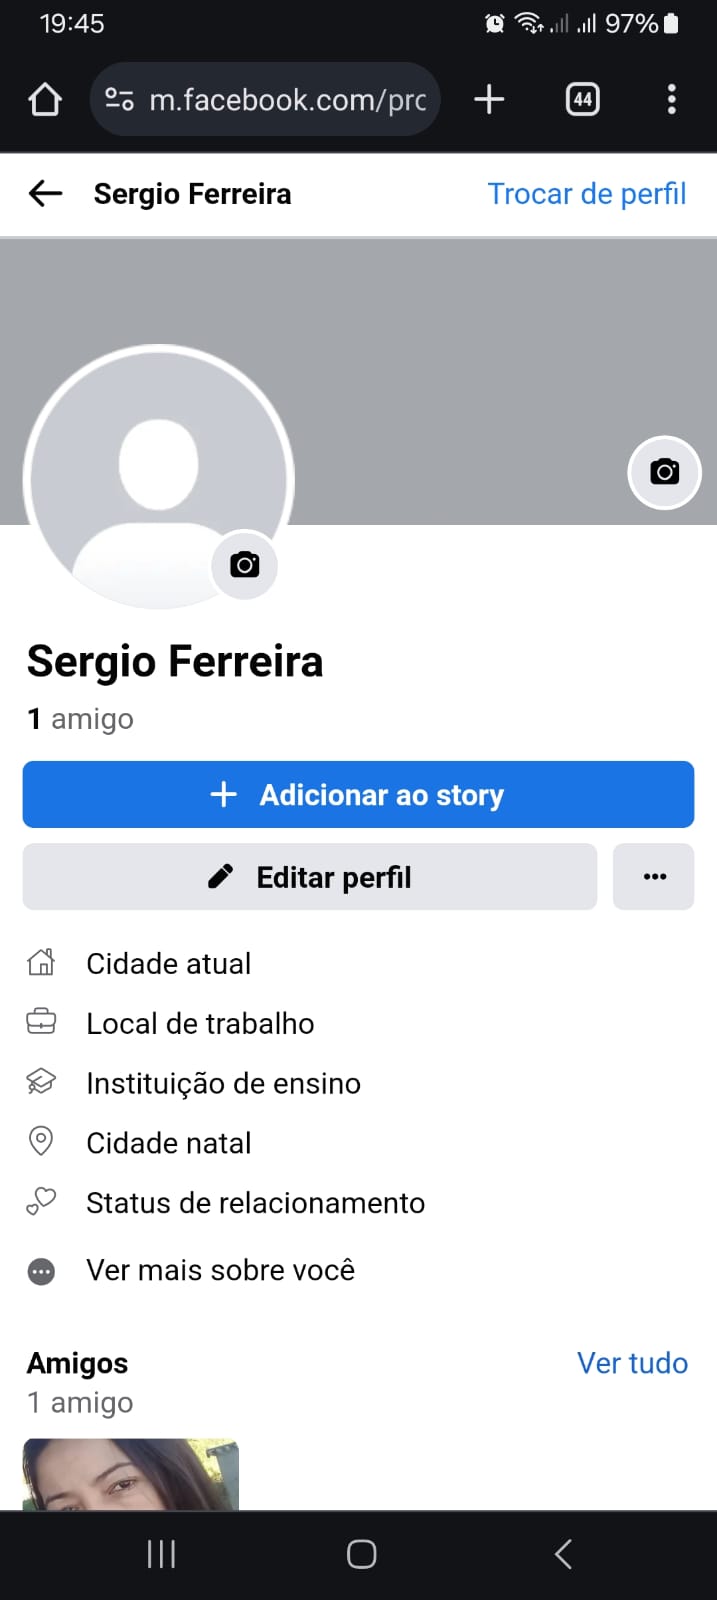 19:45
97%
m.facebook.com/prc
44
Sergio Ferreira
Trocar de perfil
Sergio Ferreira
1 amigo
Adicionar ao story
Editar perfil
Cidade atual
Local de trabalho
Instituição de ensino
Cidade natal
Status de relacionamento
Ver mais sobre você
Amigos
Ver tudo
1 amigo